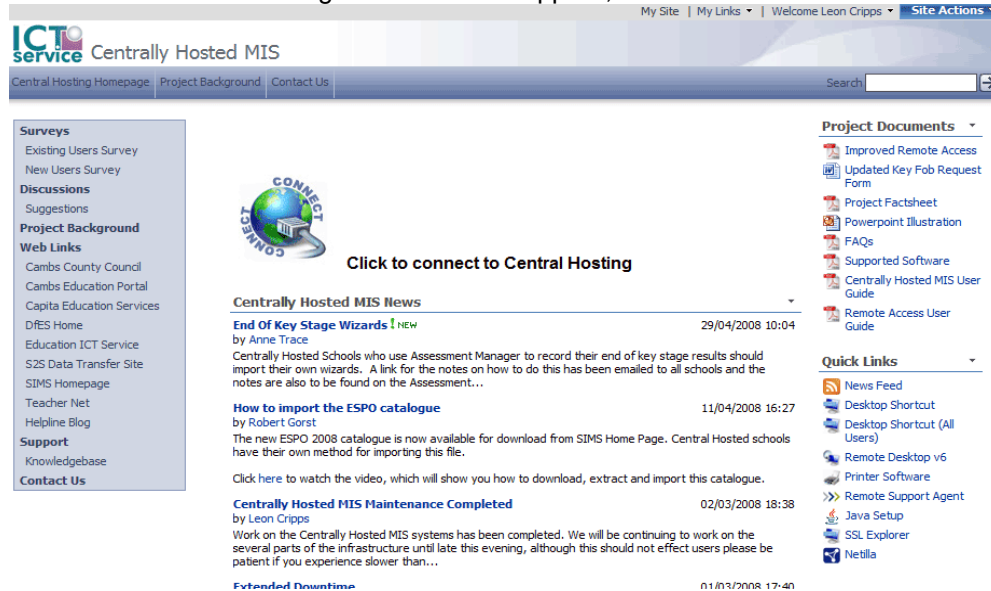 My Site | My Links | Welcome Leon Cripps Site Actions
ICT
service Centrally Hosted MIS
Central Hosting Homepage Project Background Contact Us
Search
Surveys
Existing Users Survey
New Users Survey
Discussions
Suggestions
Project Background
Web Links
Cambs County Council
Cambs Education Portal
Capita Education Services
DfES Home
Education ICT Service
S2S Data Transfer Site
SIMS Homepage
Teacher Net
Helpline Blog
Support
Knowledgebase
Contact Us
CONNECT
CONNECT
Click to connect to Central Hosting
Centrally Hosted MIS News
End Of Key Stage Wizards ! NEW 29/04/2008 10:04
by Anne Trace
Centrally Hosted Schools who use Assessment Manager to record their end of key stage results should
import their own wizards. A link for the notes on how to do this has been emailed to all schools and the
notes are also to be found on the Assessment...
How to import the ESPO catalogue 11/04/2008 16:27
by Robert Gorst
The new ESPO 2008 catalogue is now available for download from SIMS Home Page. Central Hosted schools
have their own method for importing this file.
Click here to watch the video, which will show you how to download, extract and import this catalogue.
Centrally Hosted MIS Maintenance Completed 02/03/2008 18:38
by Leon Cripps
Work on the Centrally Hosted MIS systems has been completed. We will be continuing to work on the
several parts of the infrastructure until late this evening, although this should not effect users please be
patient if you experience slower than...
Extended Downtime 01/03/2008 17:40
Project Documents
Improved Remote Access
Updated Key Fob Request
Form
Project Factsheet
Powerpoint Illustration
FAQs
Supported Software
Centrally Hosted MIS User
Guide
Remote Access User
Guide
Quick Links
News Feed
Desktop Shortcut
Desktop Shortcut (All
Users)
Remote Desktop v6
Printer Software
Remote Support Agent
Java Setup
SSL Explorer
Netilla